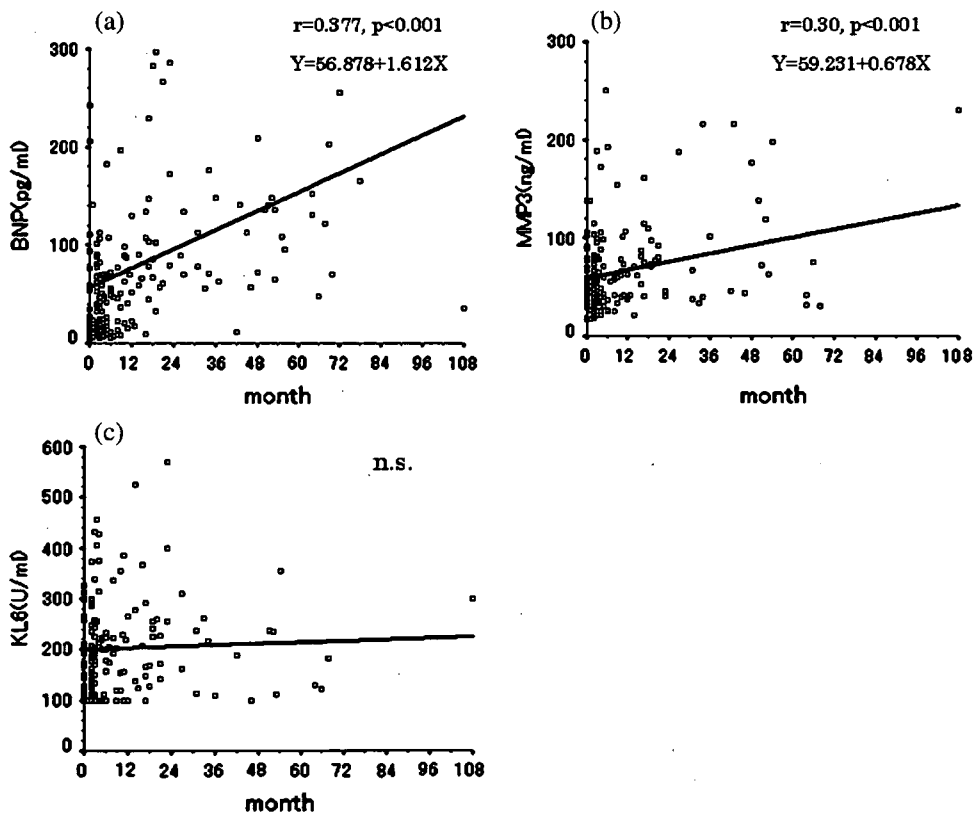 (a)
r=0.377, p<0.001
Y=56.878+1.612X
300
200
100
0
BNP(pg/ml)
0 12 24 36 48 60 72 84 96 108
month
(b)
r=0.30, p<0.001
Y=59.231+0.678X
300
200
100
0
MMP3(ng/ml)
0 12 24 36 48 60 72 84 96 108
month
(c)
n.s.
600
500
400
300
200
100
0
KL6(U/ml)
0 12 24 36 48 60 72 84 96 108
month